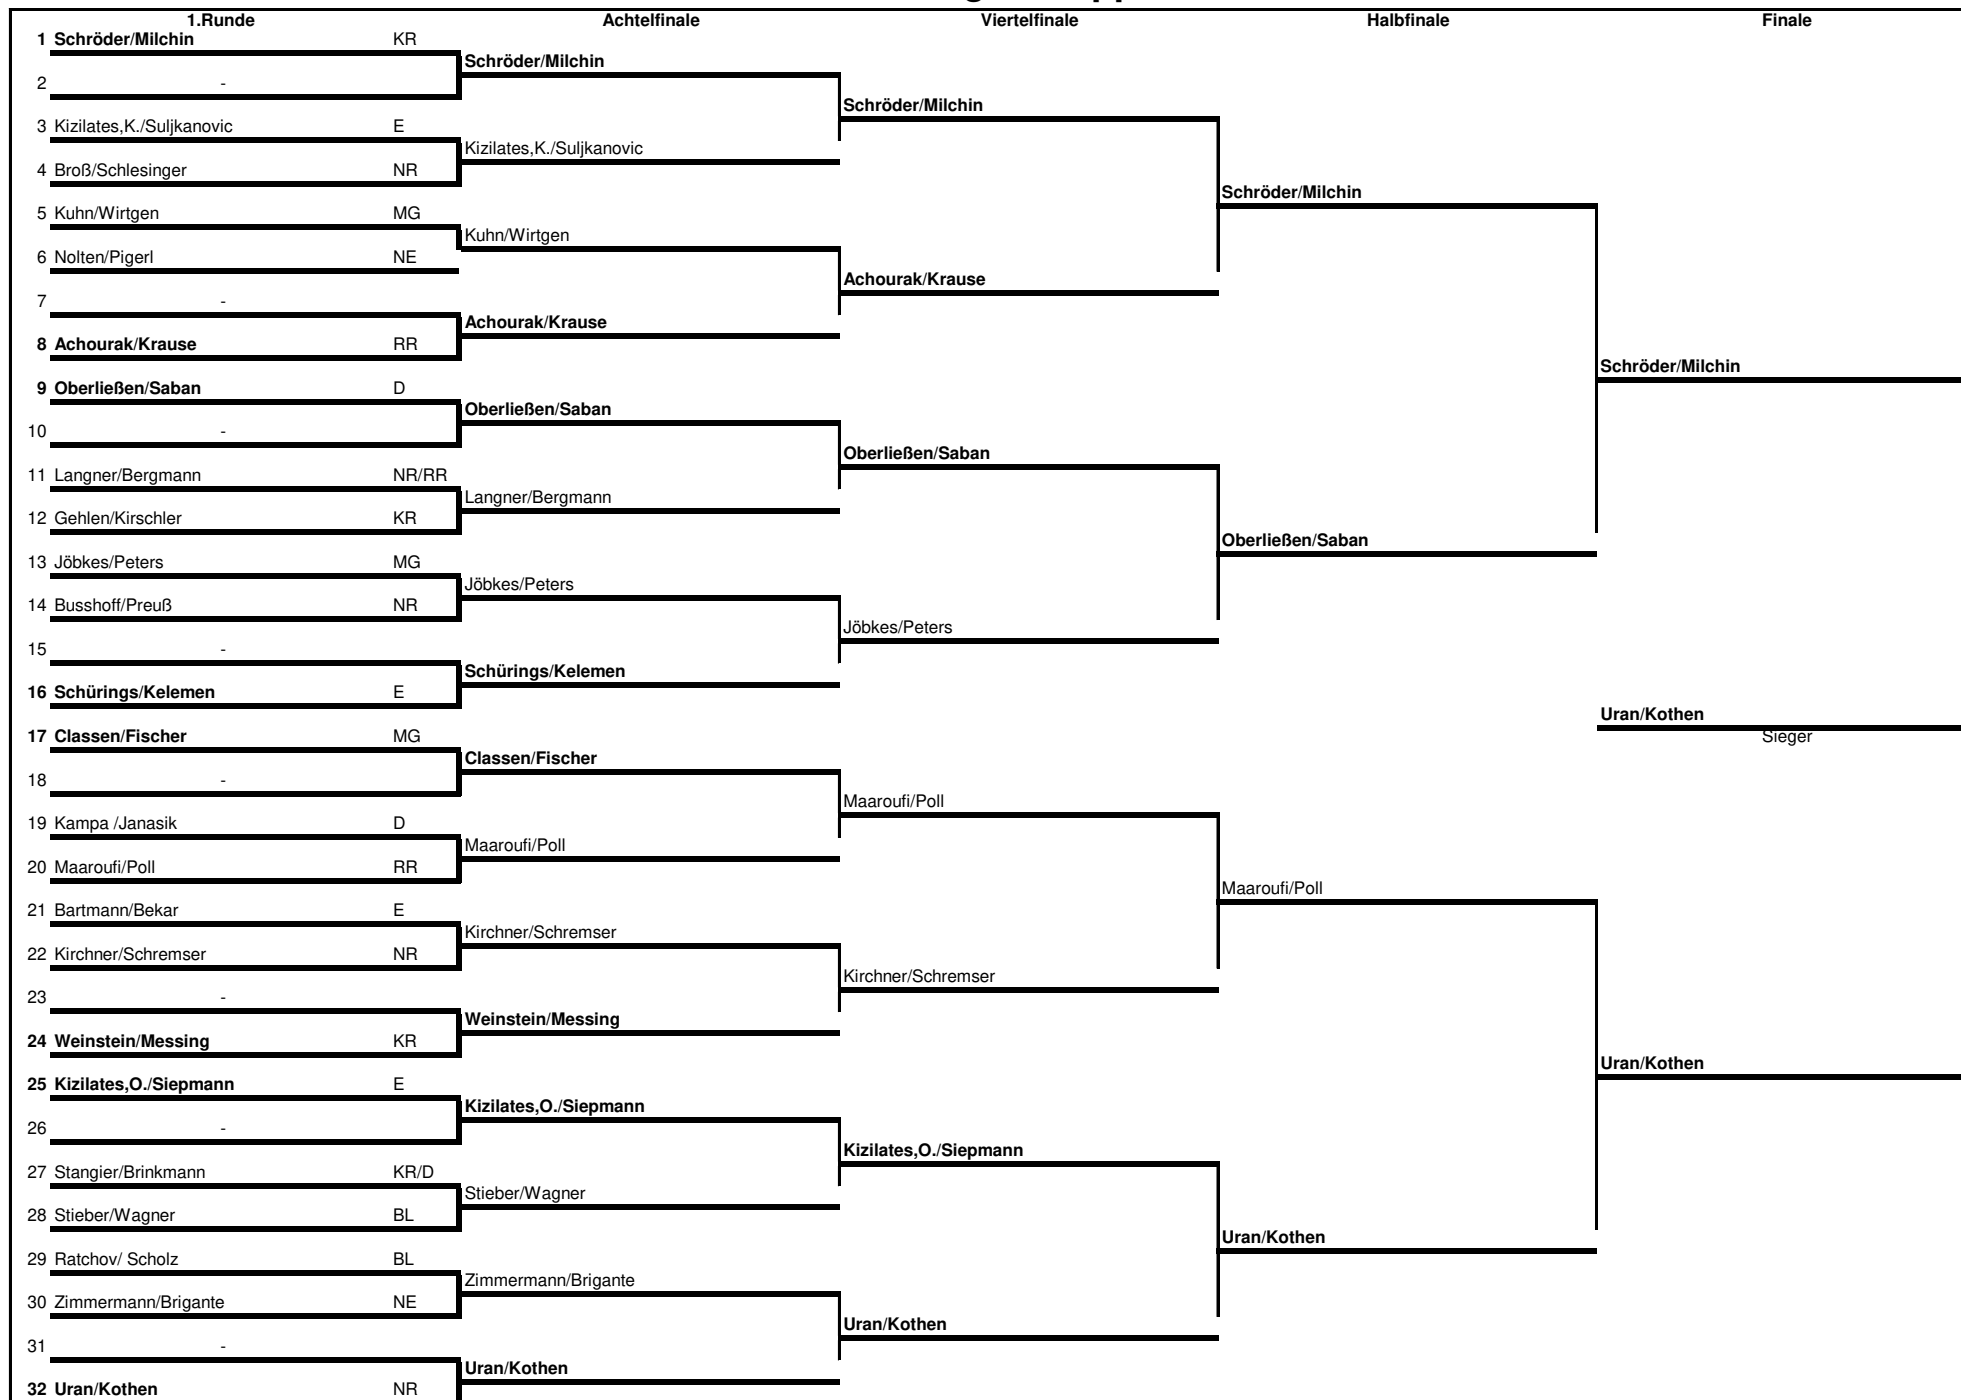 1.Runde Achtelfinale Viertelfinale Halbfinale Finale
1 Schröder/Milchin KR
Schröder/Milchin
2 -
Schröder/Milchin
3 Kizilates,K./Suljkanovic E
Kizilates,K./Suljkanovic
4 Broß/Schlesinger NR
Schröder/Milchin
5 Kuhn/Wirtgen MG
Kuhn/Wirtgen
6 Nolten/Pigerl NE
Achourak/Krause
7 -
Achourak/Krause
8 Achourak/Krause RR
Schröder/Milchin
9 Oberließen/Saban D
Oberließen/Saban
10 -
Oberließen/Saban
11 Langner/Bergmann NR/RR
Langner/Bergmann
12 Gehlen/Kirschler KR
Oberließen/Saban
13 Jöbkes/Peters MG
Jöbkes/Peters
14 Busshoff/Preuß NR
Jöbkes/Peters
15 -
Schürings/Kelemen
16 Schürings/Kelemen E
Uran/Kothen
17 Classen/Fischer MG
Sieger
Classen/Fischer
18 -
Maaroufi/Poll
19 Kampa /Janasik D
Maaroufi/Poll
20 Maaroufi/Poll RR
Maaroufi/Poll
21 Bartmann/Bekar E
Kirchner/Schremser
22 Kirchner/Schremser NR
Kirchner/Schremser
23 -
Weinstein/Messing
24 Weinstein/Messing KR
Uran/Kothen
25 Kizilates,O./Siepmann E
Kizilates,O./Siepmann
26 -
Kizilates,O./Siepmann
27 Stangier/Brinkmann KR/D
Stieber/Wagner
28 Stieber/Wagner BL
Uran/Kothen
29 Ratchov/ Scholz BL
Zimmermann/Brigante
30 Zimmermann/Brigante NE
Uran/Kothen
31 -
Uran/Kothen
32 Uran/Kothen NR